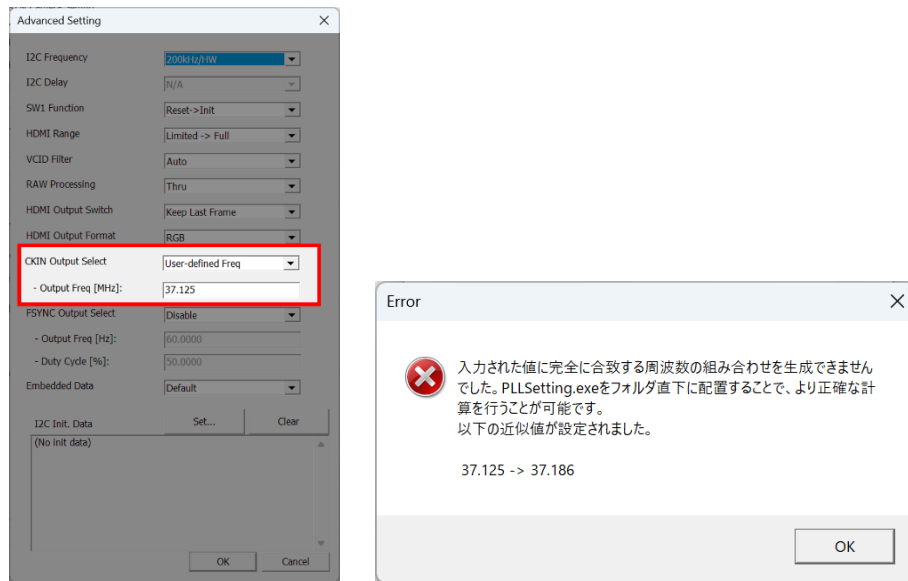 Advanced Setting
I2C Frequency 200kHz/HW
I2C Delay N/A
SW1 Function Reset->Init
HDMI Range Limited -> Full
VCID Filter Auto
RAW Processing Thru
HDMI Output Switch Keep Last Frame
HDMI Output Format RGB
CKIN Output Select User-defined Freq
- Output Freq [MHz]: 37.125
FSYNC Output Select Disable
- Output Freq [Hz]: 60.0000
- Duty Cycle [%]: 50.0000
Embedded Data Default
I2C Init. Data Set... Clear
(No init data)
OK Cancel
Error
入力された値に完全に合致する周波数の組み合わせを生成できません
でした。PLLSetting.exeをフォルダ直下に配置することで、より正確な計
算を行うことが可能です。
以下の近似値が設定されました。
37.125 -> 37.186
OK